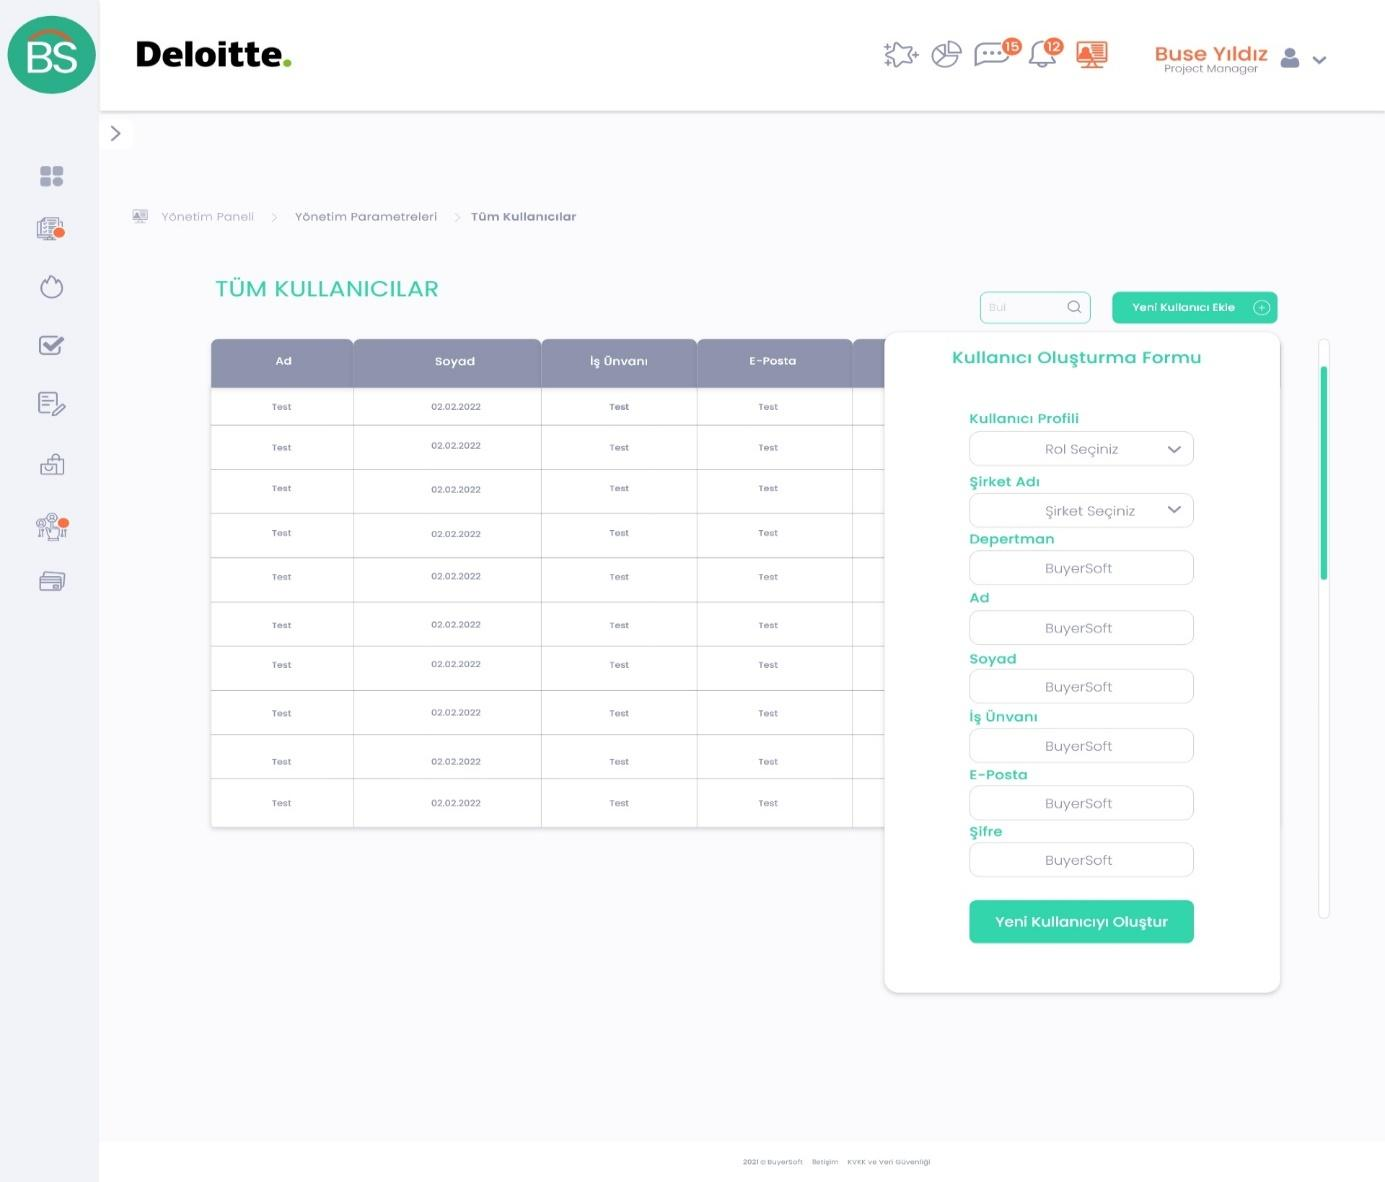 BS
Deloitte.
15
12
Buse Yıldız
Project Manager
Yönetim Paneli > Yönetim Parametreleri > Tüm Kullanıcılar
TÜM KULLANICILAR
Bul
Yeni Kullanıcı Ekle
Ad Soyad İş Ünvanı E-Posta
Test 02.02.2022 Test Test
Test 02.02.2022 Test Test
Test 02.02.2022 Test Test
Test 02.02.2022 Test Test
Test 02.02.2022 Test Test
Test 02.02.2022 Test Test
Test 02.02.2022 Test Test
Test 02.02.2022 Test Test
Test 02.02.2022 Test Test
Test 02.02.2022 Test Test
Kullanıcı Oluşturma Formu
Kullanıcı Profili
Rol Seçiniz
Şirket Adı
Şirket Seçiniz
Depertman
BuyerSoft
Ad
BuyerSoft
Soyad
BuyerSoft
İş Ünvanı
BuyerSoft
E-Posta
BuyerSoft
Şifre
BuyerSoft
Yeni Kullanıcıyı Oluştur
2021 © BuyerSoft İletişim KVKK ve Veri Güvenliği